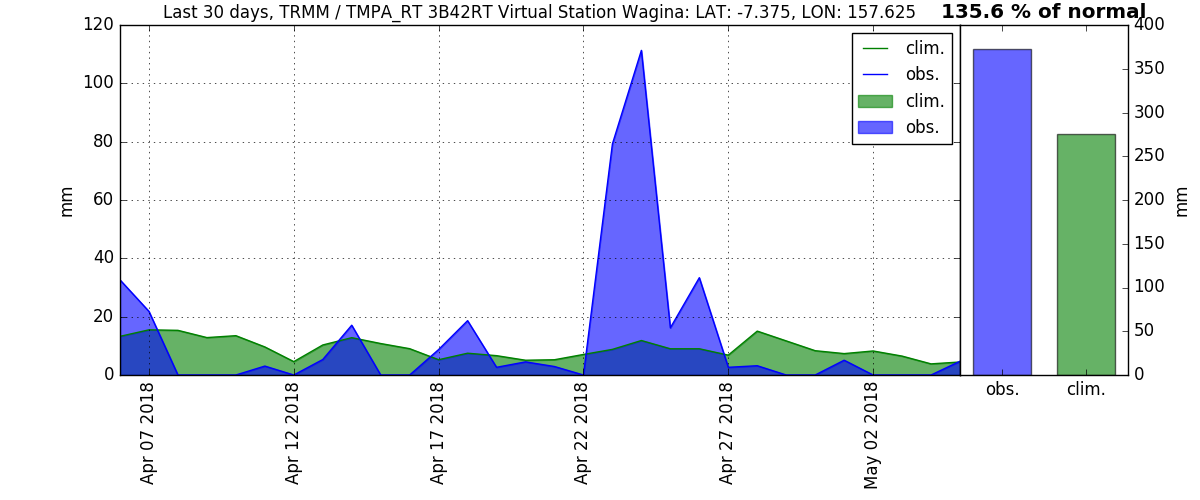 Last 30 days, TRMM / TMPA_RT 3B42RT Virtual Station Wagina: LAT: -7.375, LON: 157.625
135.6 % of normal
120
100
80
60
40
20
0
mm
clim.
obs.
clim.
obs.
Apr 07 2018
Apr 12 2018
Apr 17 2018
Apr 22 2018
Apr 27 2018
May 02 2018
400
350
300
250
200
150
100
50
0
mm
obs.
clim.